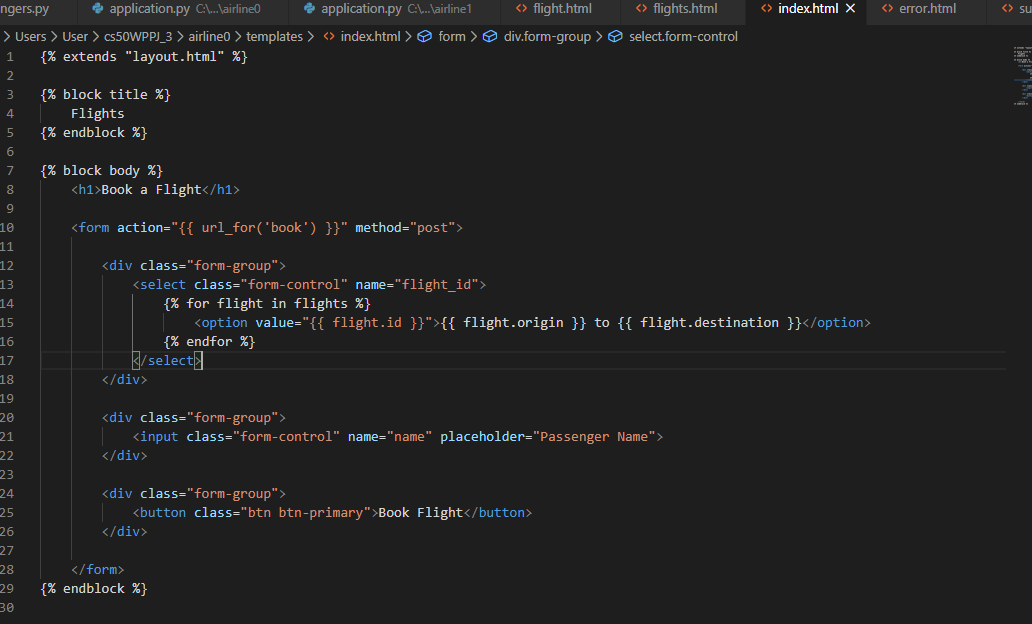 ngers.py application.py C:\...\airline0 application.py C:\...\airline1 flight.html flights.html index.html error.html su
Users User cs50WPPJ_3 airline0 templates index.html form div.form-group select.form-control
1 {% extends "layout.html" %}
2
3 {% block title %}
4 Flights
5 {% endblock %}
6
7 {% block body %}
8 <h1>Book a Flight</h1>
9
10 <form action="{{ url_for('book') }}" method="post">
11
12 <div class="form-group">
13 <select class="form-control" name="flight_id">
14 {% for flight in flights %}
15 <option value="{{ flight.id }}">{{ flight.origin }} to {{ flight.destination }}</option>
16 {% endfor %}
17 </select>
18 </div>
19
20 <div class="form-group">
21 <input class="form-control" name="name" placeholder="Passenger Name">
22 </div>
23
24 <div class="form-group">
25 <button class="btn btn-primary">Book Flight</button>
26 </div>
27
28 </form>
29 {% endblock %}
30